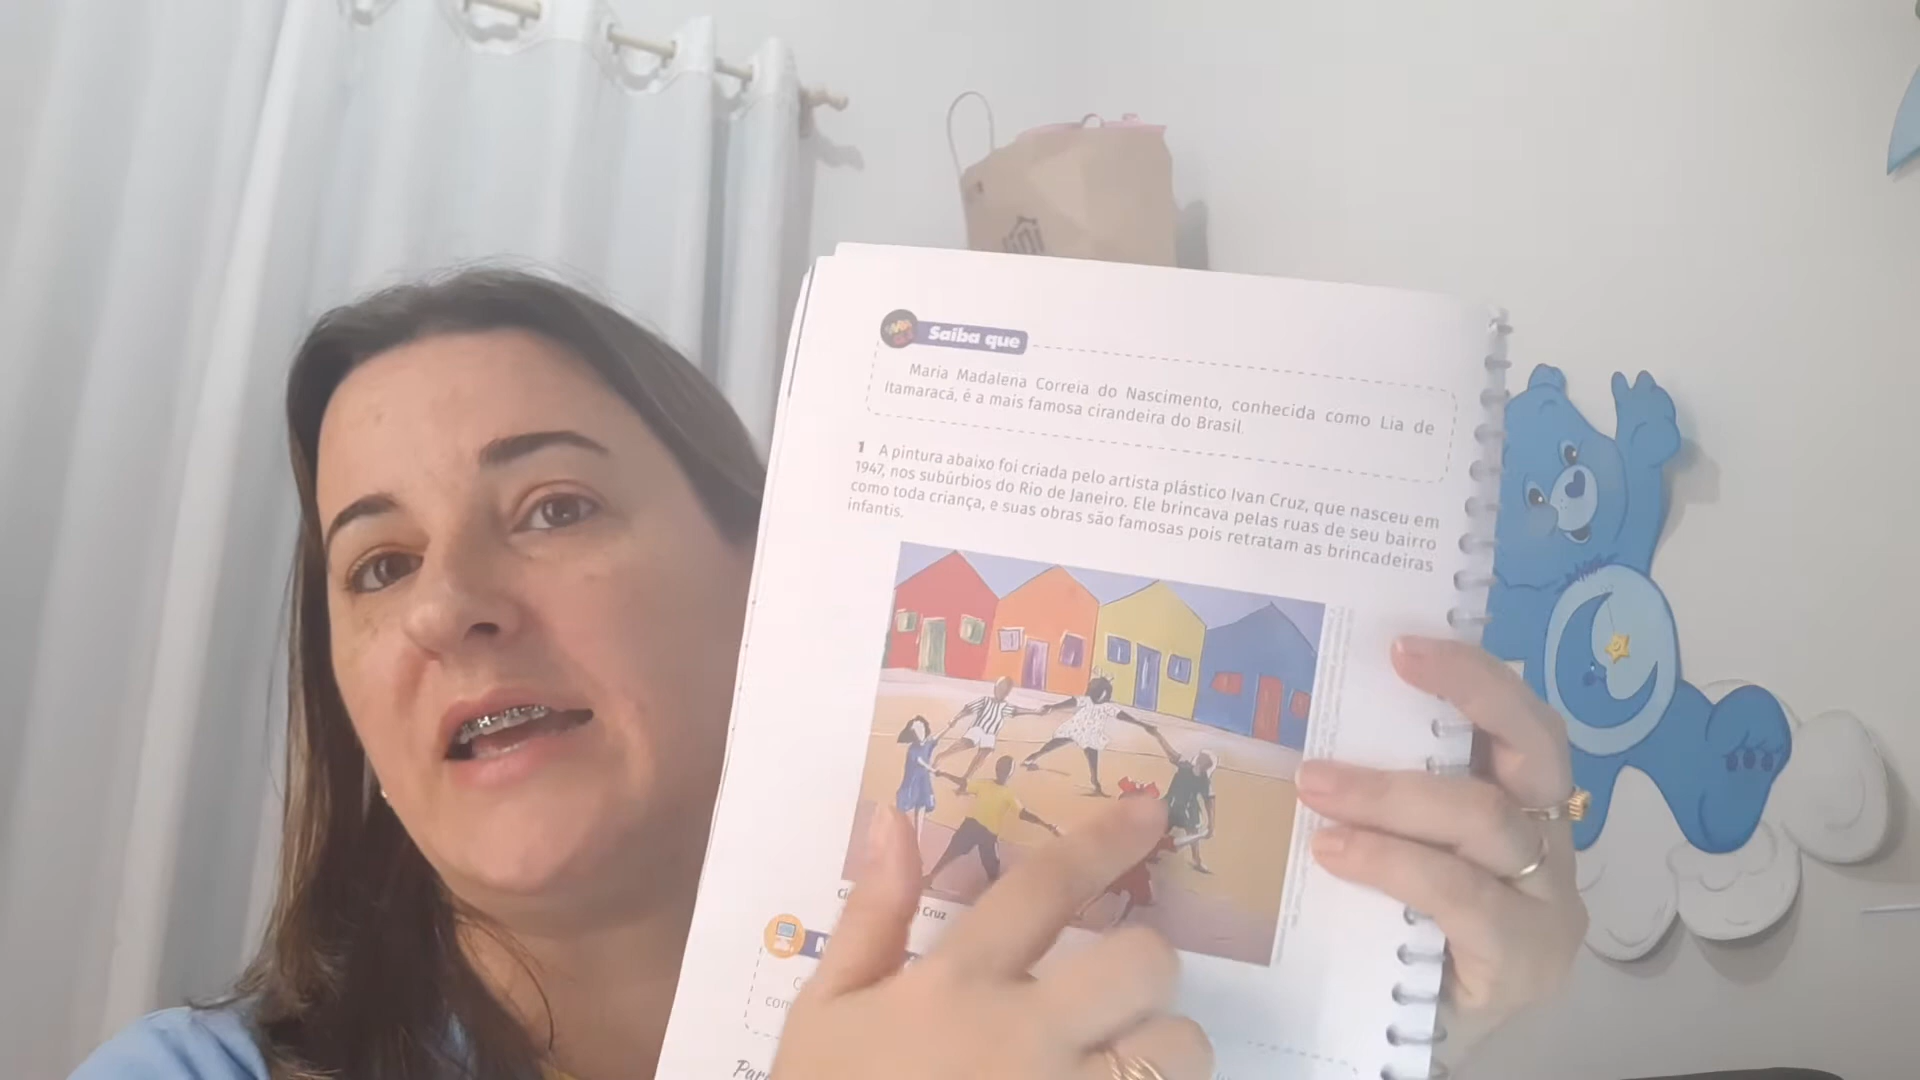 Saiba que
Maria Madalena Correia do Nascimento, conhecida como Lia de
Itamaracá, é a mais famosa cirandeira do Brasil.
1 A pintura abaixo foi criada pelo artista plástico Ivan Cruz, que nasceu em
1947, nos subúrbios do Rio de Janeiro. Ele brincava pelas ruas de seu bairro
como toda criança, e suas obras são famosas pois retratam as brincadeiras
infantis.
Cruz